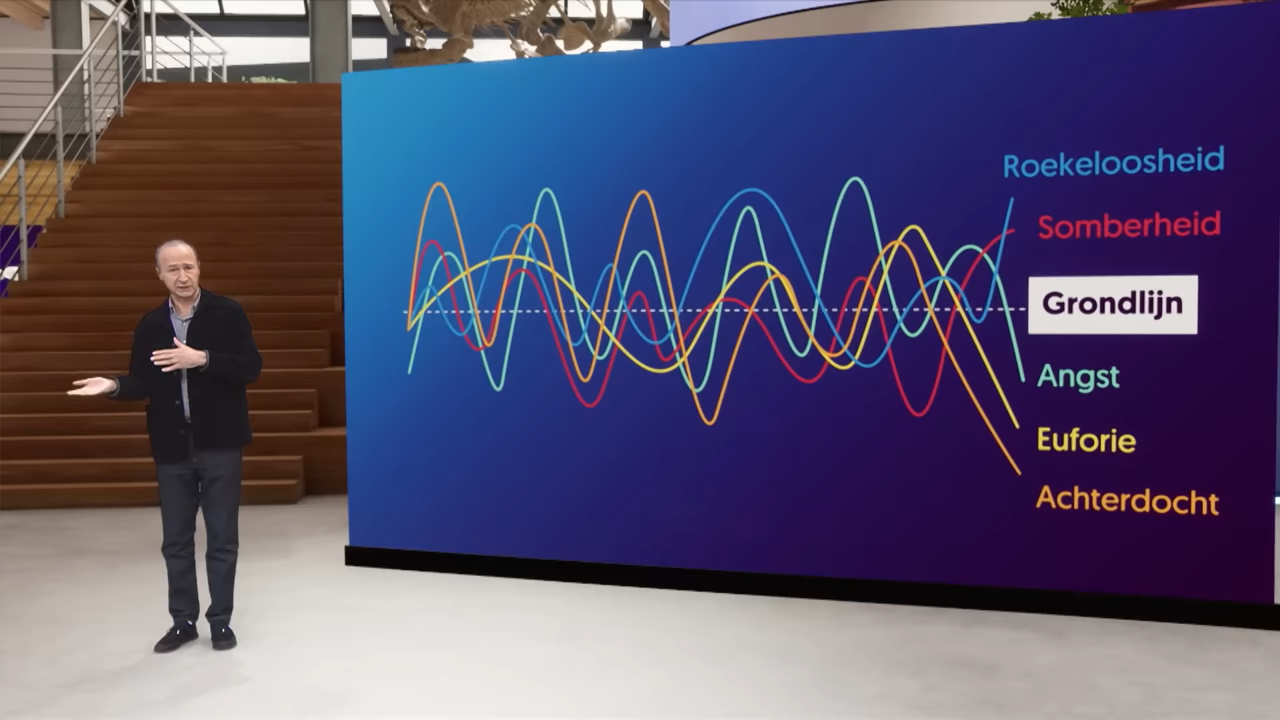 Roekeloosheid
Somberheid
Grondlijn
Angst
Euforie
Achterdocht